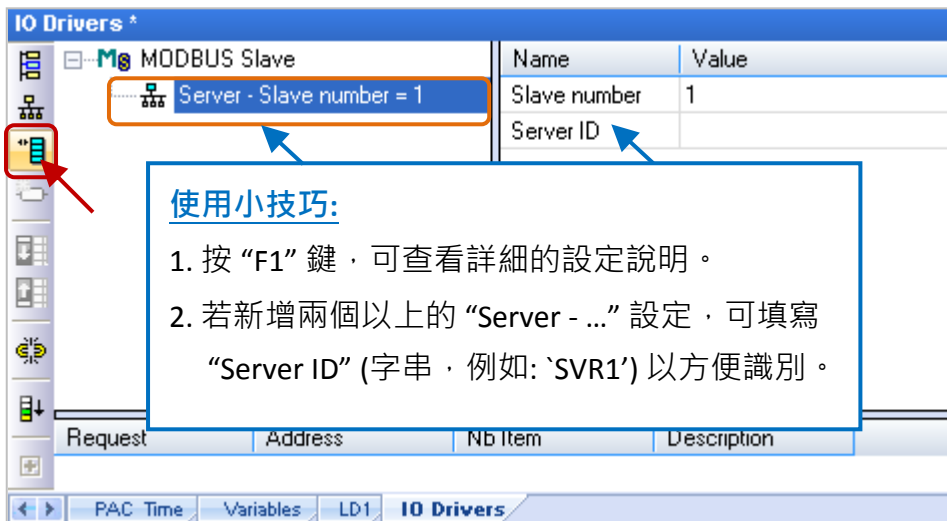 IO Drivers *
MODBUS Slave
Name Value
Server - Slave number = 1
Slave number 1
Server ID
使用小技巧:
1. 按 “F1” 鍵，可查看詳細的設定說明。
2. 若新增兩個以上的 “Server - …” 設定，可填寫
“Server ID” (字串，例如: `SVR1’) 以方便識別。
Request Address Nb Item Description
PAC Time Variables LD1 IO Drivers